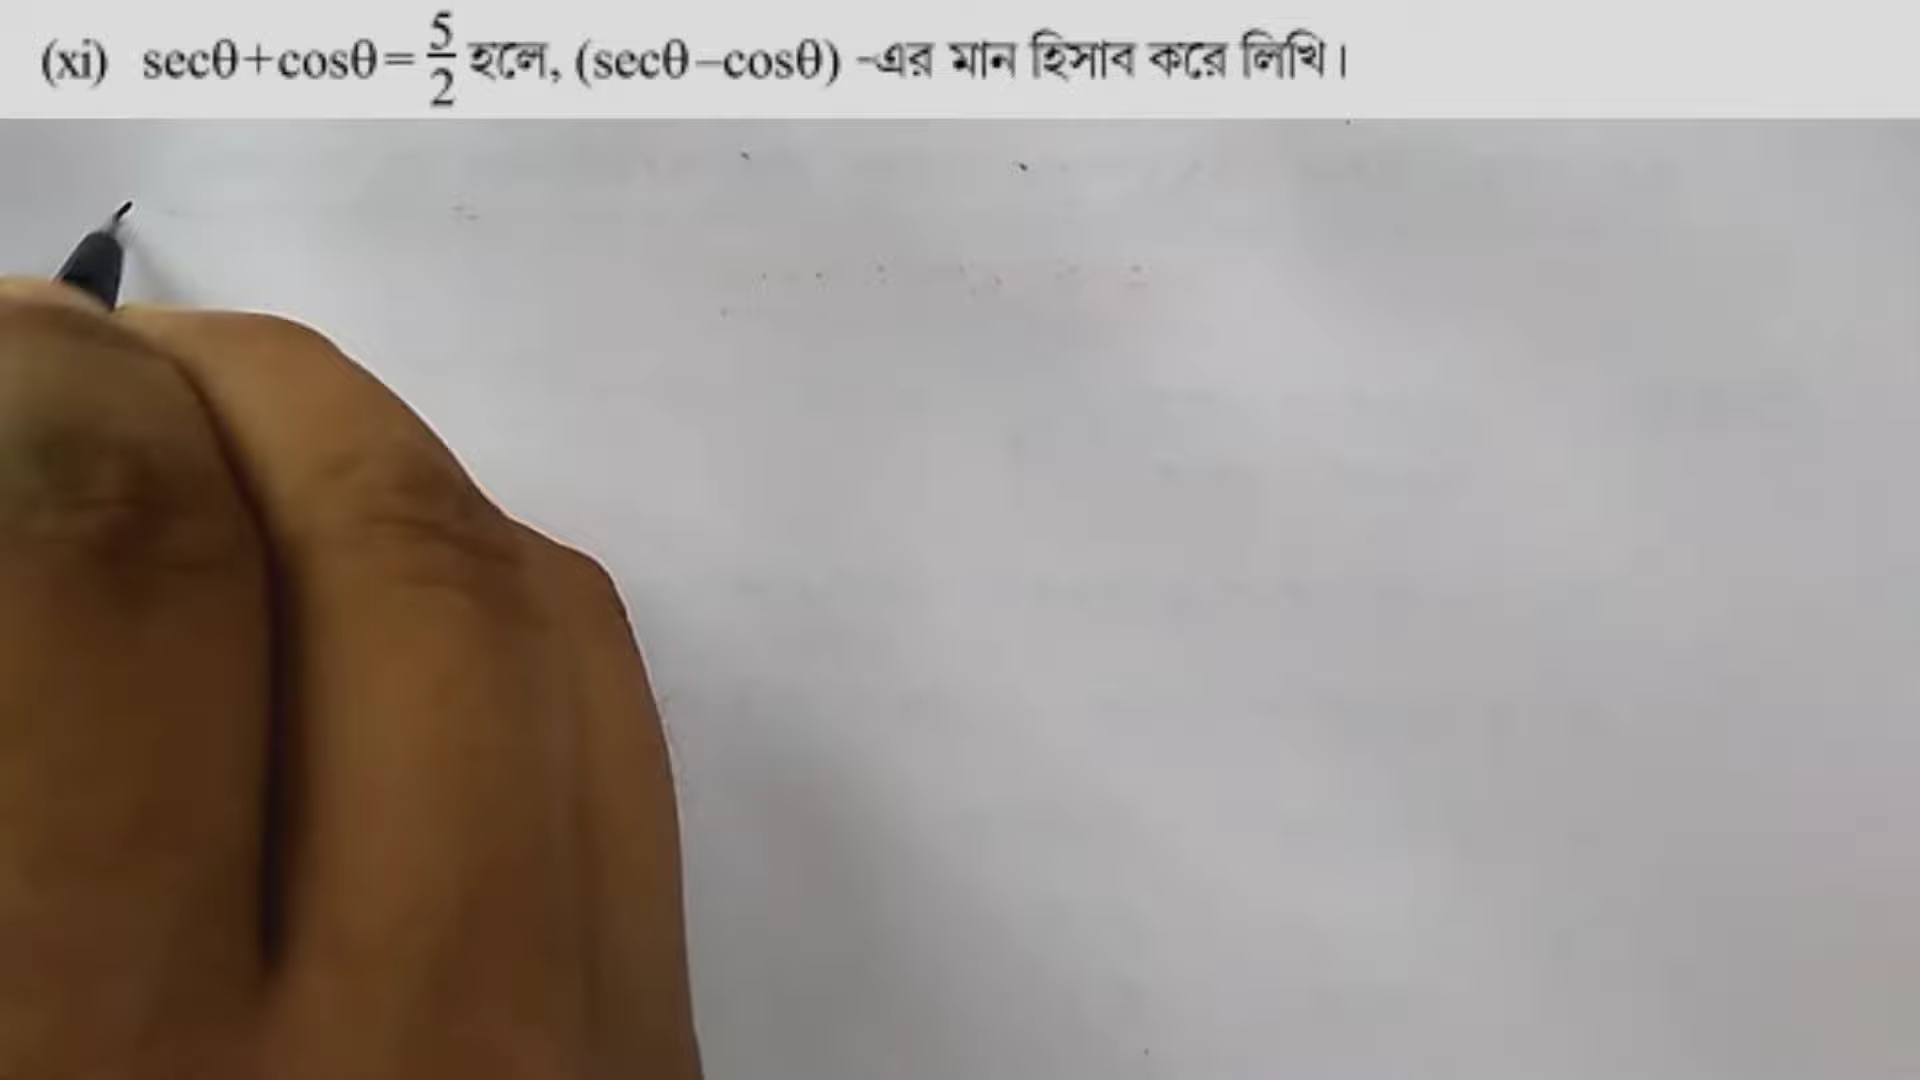 (xi) secθ+cosθ=5/2 হলে, (secθ–cosθ) -এর মান হিসাব করে লিখি।